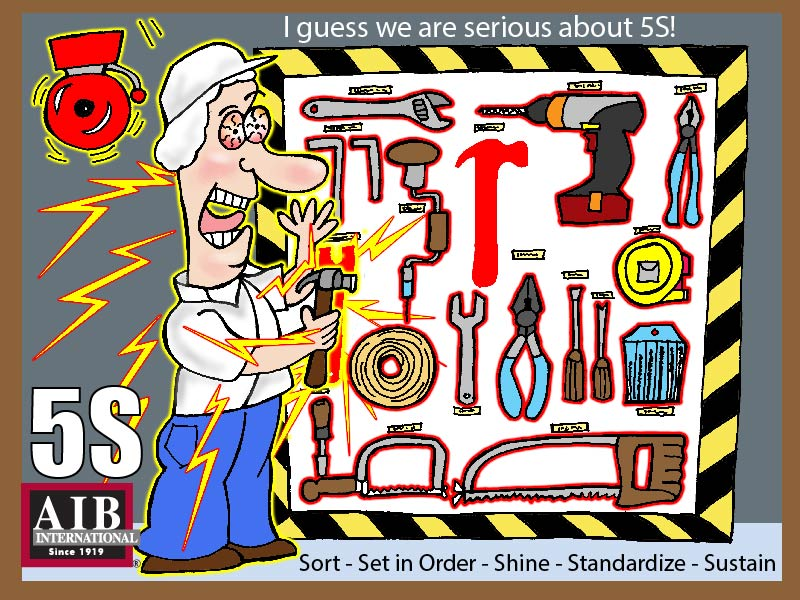 I guess we are serious about 5S!
5S
AIB
INTERNATIONAL
Since 1919
®
Sort - Set in Order - Shine - Standardize - Sustain